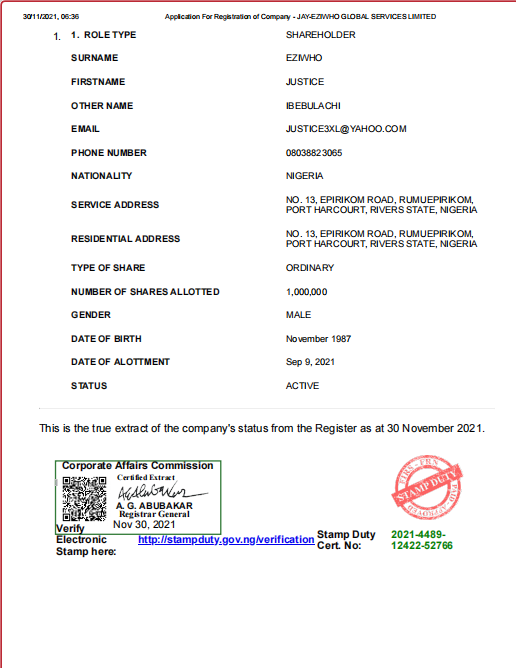 30/11/2021, 06:36 Application For Registration of Company - JAY-EZIWHO GLOBAL SERVICES LIMITED
1. 1. ROLE TYPE SHAREHOLDER
SURNAME EZIWHO
FIRSTNAME JUSTICE
OTHER NAME IBEBULACHI
EMAIL JUSTICE3XL@YAHOO.COM
PHONE NUMBER 08038823065
NATIONALITY NIGERIA
SERVICE ADDRESS NO. 13, EPIRIKOM ROAD, RUMUEPIRIKOM,
PORT HARCOURT, RIVERS STATE, NIGERIA
RESIDENTIAL ADDRESS NO. 13, EPIRIKOM ROAD, RUMUEPIRIKOM,
PORT HARCOURT, RIVERS STATE, NIGERIA
TYPE OF SHARE ORDINARY
NUMBER OF SHARES ALLOTTED 1,000,000
GENDER MALE
DATE OF BIRTH November 1987
DATE OF ALOTTMENT Sep 9, 2021
STATUS ACTIVE
This is the true extract of the company's status from the Register as at 30 November 2021.
Corporate Affairs Commission
Certified Extract
A. G. ABUBAKAR
Registrar General
Nov 30, 2021
Verify
Electronic
Stamp here:
http://stampduty.gov.ng/verification
Stamp Duty
Cert. No:
2021-4489-
12422-52766
FIRS - FRN
STAMP DUTY
PAID APPROVED